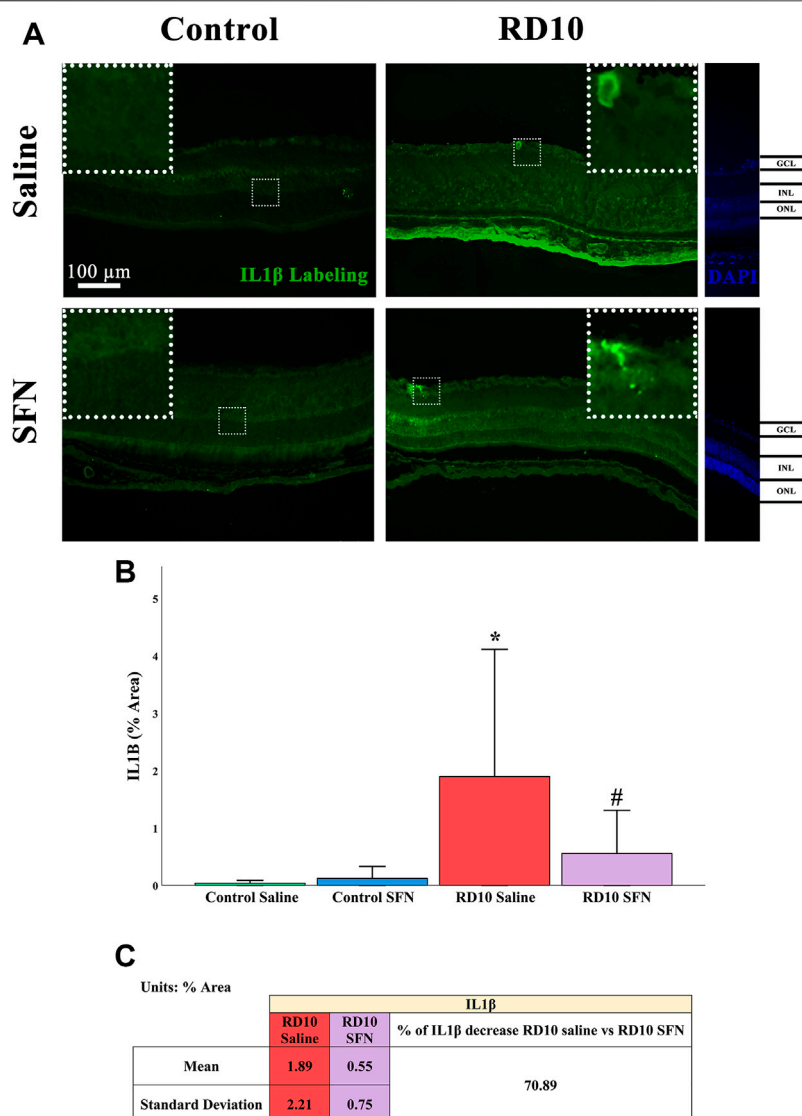 A
Control
RD10
Saline
GCL
INL
ONL
100 µm
IL1β Labeling
DAPI
SFN
GCL
INL
ONL
B
IL1B (% Area)
5
4
3
2
1
0
*
#
Control Saline
Control SFN
RD10 Saline
RD10 SFN
C
Units: % Area
IL1β
RD10 Saline
RD10 SFN
% of IL1β decrease RD10 saline vs RD10 SFN
Mean
1.89
0.55
70.89
Standard Deviation
2.21
0.75